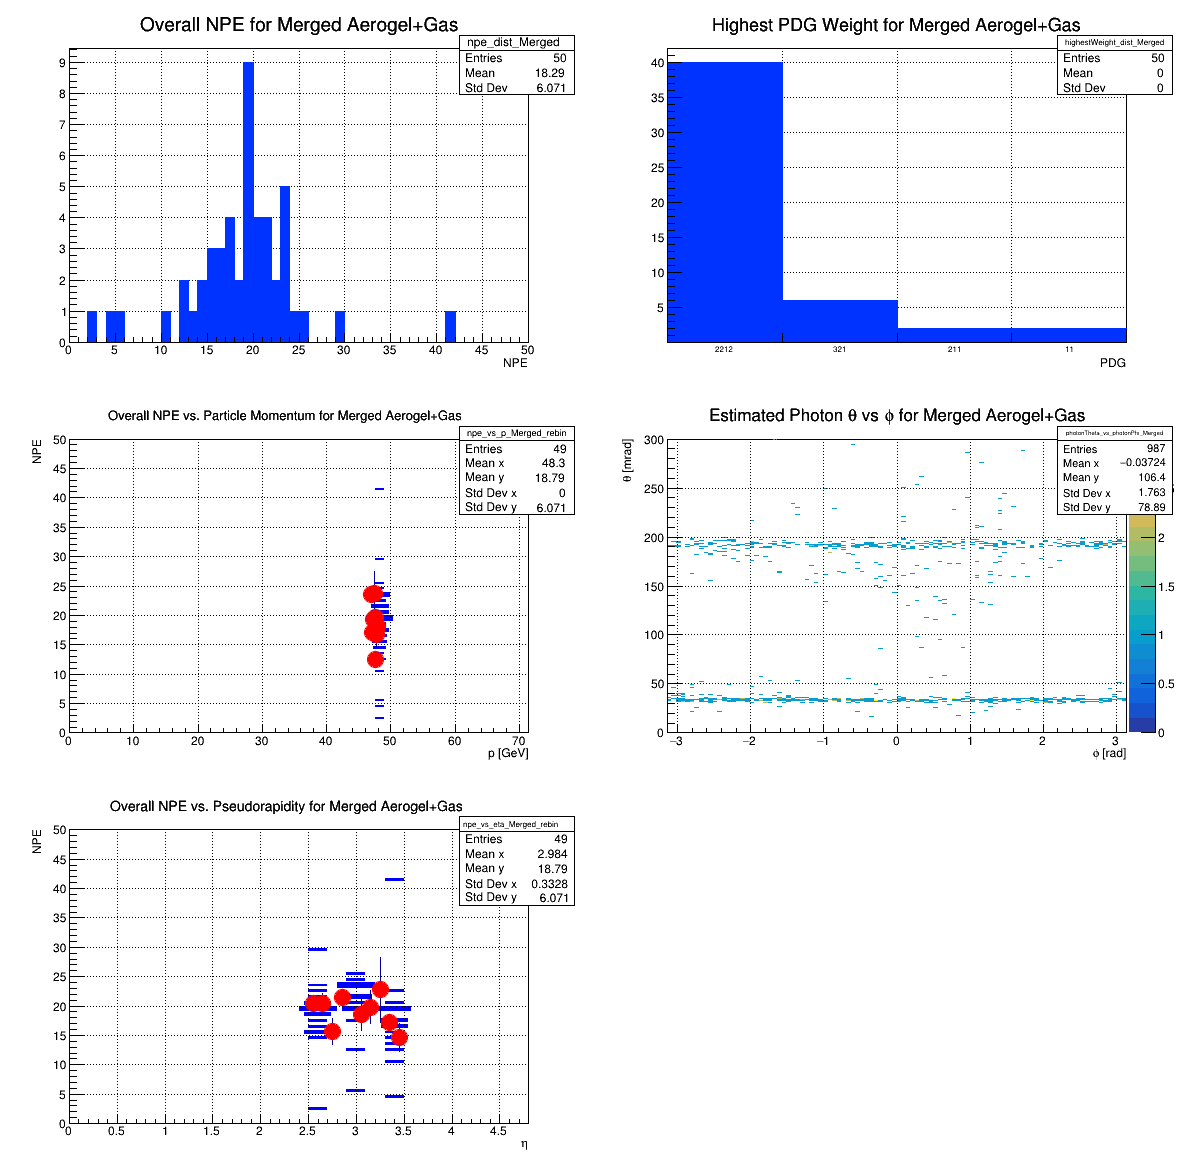 Overall NPE for Merged Aerogel+Gas
npe_dist_Merged
Entries 50
Mean 18.29
Std Dev 6.071
9
8
7
6
5
4
3
2
1
0
0 5 10 15 20 25 30 35 40 45 50
NPE
Highest PDG Weight for Merged Aerogel+Gas
highestWeight_dist_Merged
Entries 50
Mean 0
Std Dev 0
40
35
30
25
20
15
10
5
2212 321 211 11
PDG
Overall NPE vs. Particle Momentum for Merged Aerogel+Gas
npe_vs_p_Merged_rebin
Entries 49
Mean x 48.3
Mean y 18.79
Std Dev x 0
Std Dev y 6.071
NPE
50
45
40
35
30
25
20
15
10
5
0
0 10 20 30 40 50 60 70
p [GeV]
Estimated Photon θ vs ϕ for Merged Aerogel+Gas
photonTheta_vs_photonPhi_Merged
Entries 987
Mean x −0.03724
Mean y 106.4
Std Dev x 1.763
Std Dev y 78.89
θ [mrad]
300
250
200
150
100
50
0
−3 −2 −1 0 1 2 3
ϕ [rad]
2
1.5
1
0.5
0
Overall NPE vs. Pseudorapidity for Merged Aerogel+Gas
npe_vs_eta_Merged_rebin
Entries 49
Mean x 2.984
Mean y 18.79
Std Dev x 0.3328
Std Dev y 6.071
NPE
50
45
40
35
30
25
20
15
10
5
0
0 0.5 1 1.5 2 2.5 3 3.5 4 4.5
η